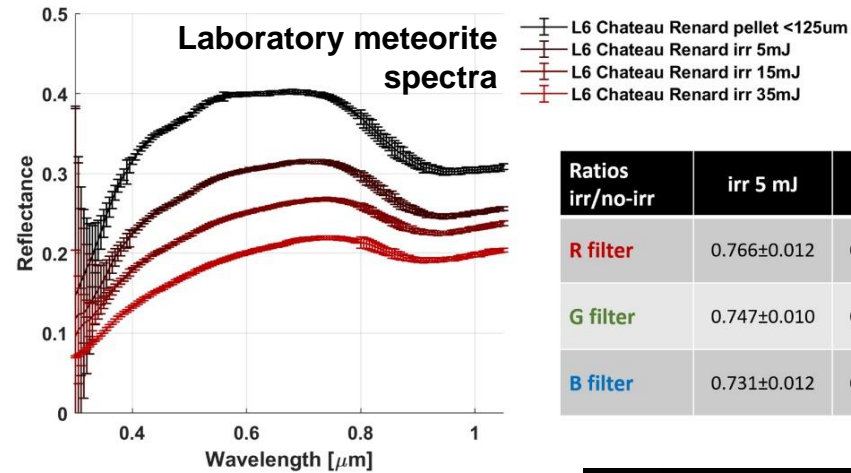 Laboratory meteorite
spectra
L6 Chateau Renard pellet <125um
L6 Chateau Renard irr 5mJ
L6 Chateau Renard irr 15mJ
L6 Chateau Renard irr 35mJ
Reflectance
0.5
0.4
0.3
0.2
0.1
0
0.4 0.6 0.8 1
Wavelength [μm]
Ratios
irr/no-irr irr 5 mJ
R filter 0.766±0.012
G filter 0.747±0.010
B filter 0.731±0.012